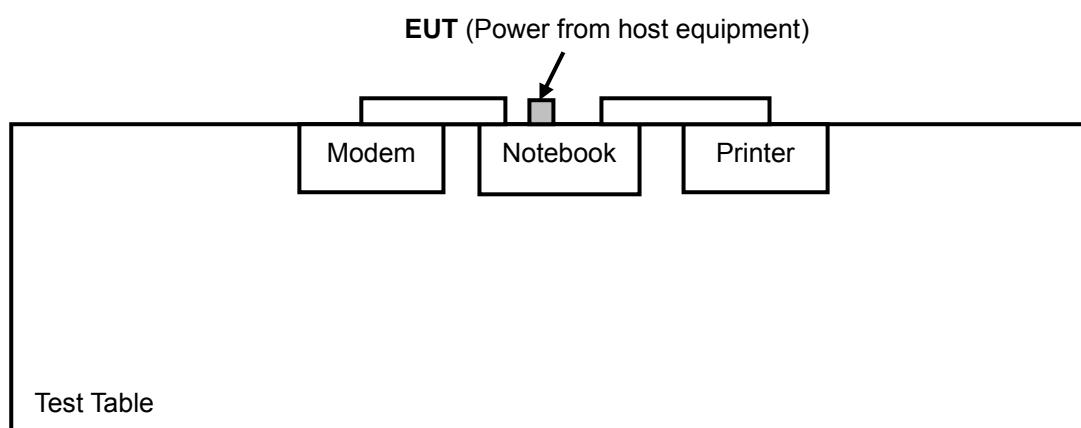 EUT (Power from host equipment)
Modem
Notebook
Printer
Test Table